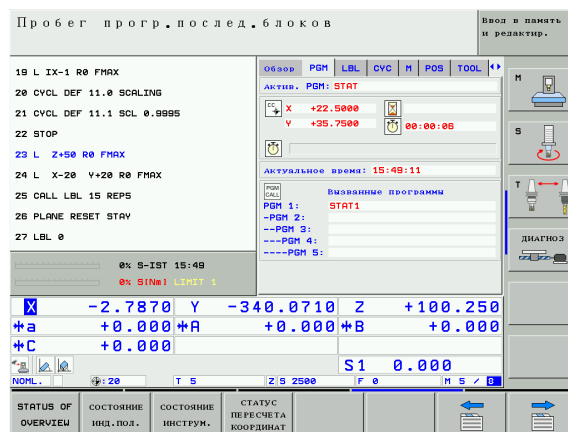 Пробег прогр.послед.блоков
Ввод в память
и редактир.
19 L IX-1 R0 FMAX
20 CYCL DEF 11.0 SCALING
21 CYCL DEF 11.1 SCL 0.9995
22 STOP
23 L Z+50 R0 FMAX
24 L X-20 Y+20 R0 FMAX
25 CALL LBL 15 REP5
26 PLANE RESET STAY
27 LBL 0
0% S-IST 15:49
0% S[Nm] LIMIT 1
Обзор PGM LBL CYC M POS TOOL
Актив. PGM: STAT
CC X +22.5000
Y +35.7500 00:00:06
Актуальное время: 15:49:11
PGM CALL Вызванные программы
PGM 1: STAT1
-PGM 2:
--PGM 3:
---PGM 4:
----PGM 5:
M
S
T
ДИАГНОЗ
X -2.7870 Y -340.0710 Z +100.250
a +0.000 A +0.000 B +0.000
C +0.000
S1 0.000
NOML. :20 T 5 Z S 2500 F 0 M 5 / 8
STATUS OF OVERVIEW
СОСТОЯНИЕ ИНД.ПОЛ.
СОСТОЯНИЕ ИНСТРУМ.
СТАТУС ПЕРЕСЧЕТА КООРДИНАТ